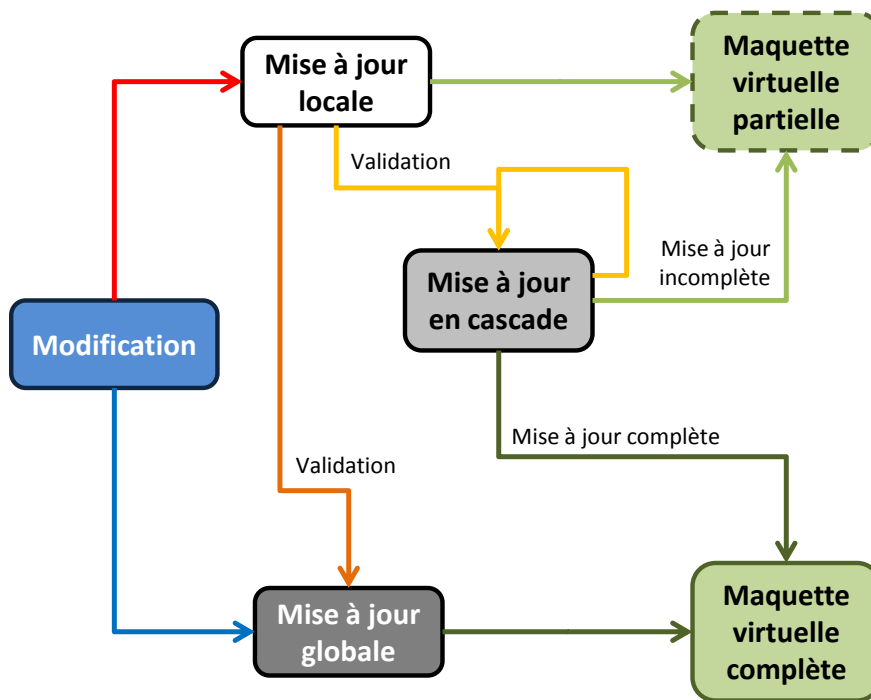 Mise à jour
locale
Maquette
virtuelle
partielle
Validation
Mise à jour
incomplète
Mise à jour
en cascade
Modification
Mise à jour complète
Validation
Mise à jour
globale
Maquette
virtuelle
complète